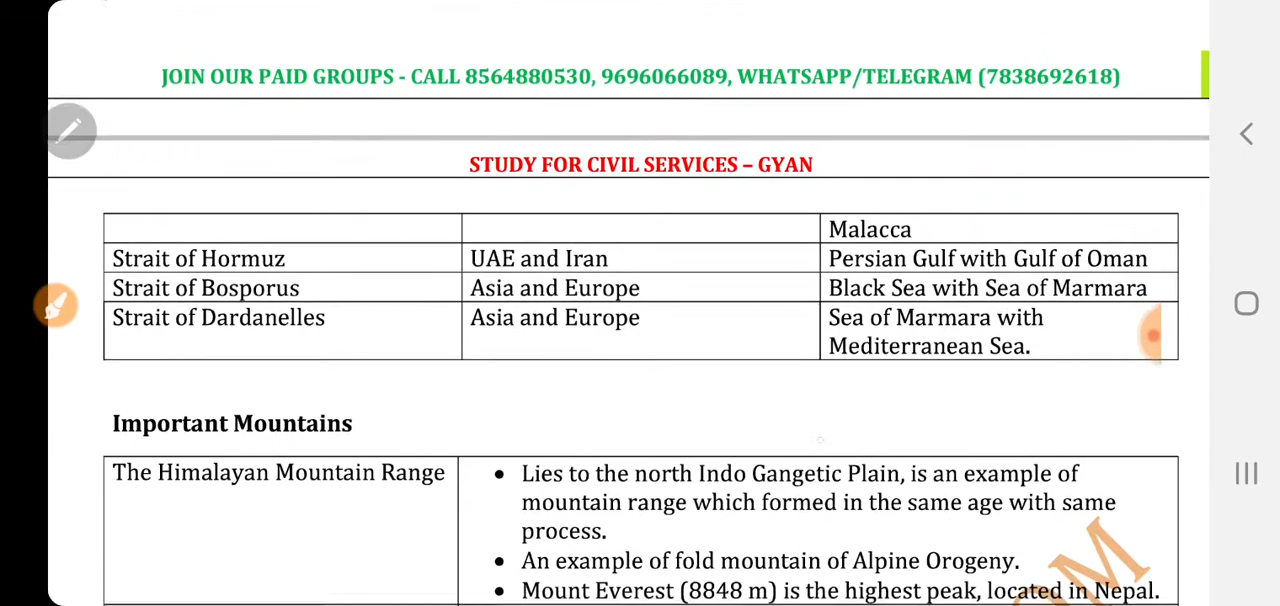 JOIN OUR PAID GROUPS - CALL 8564880530, 9696066089, WHATSAPP/TELEGRAM (7838692618)
STUDY FOR CIVIL SERVICES – GYAN
Malacca
Strait of Hormuz UAE and Iran Persian Gulf with Gulf of Oman
Strait of Bosporus Asia and Europe Black Sea with Sea of Marmara
Strait of Dardanelles Asia and Europe Sea of Marmara with
Mediterranean Sea.
Important Mountains
The Himalayan Mountain Range • Lies to the north Indo Gangetic Plain, is an example of
mountain range which formed in the same age with same
process.
• An example of fold mountain of Alpine Orogeny.
• Mount Everest (8848 m) is the highest peak, located in Nepal.